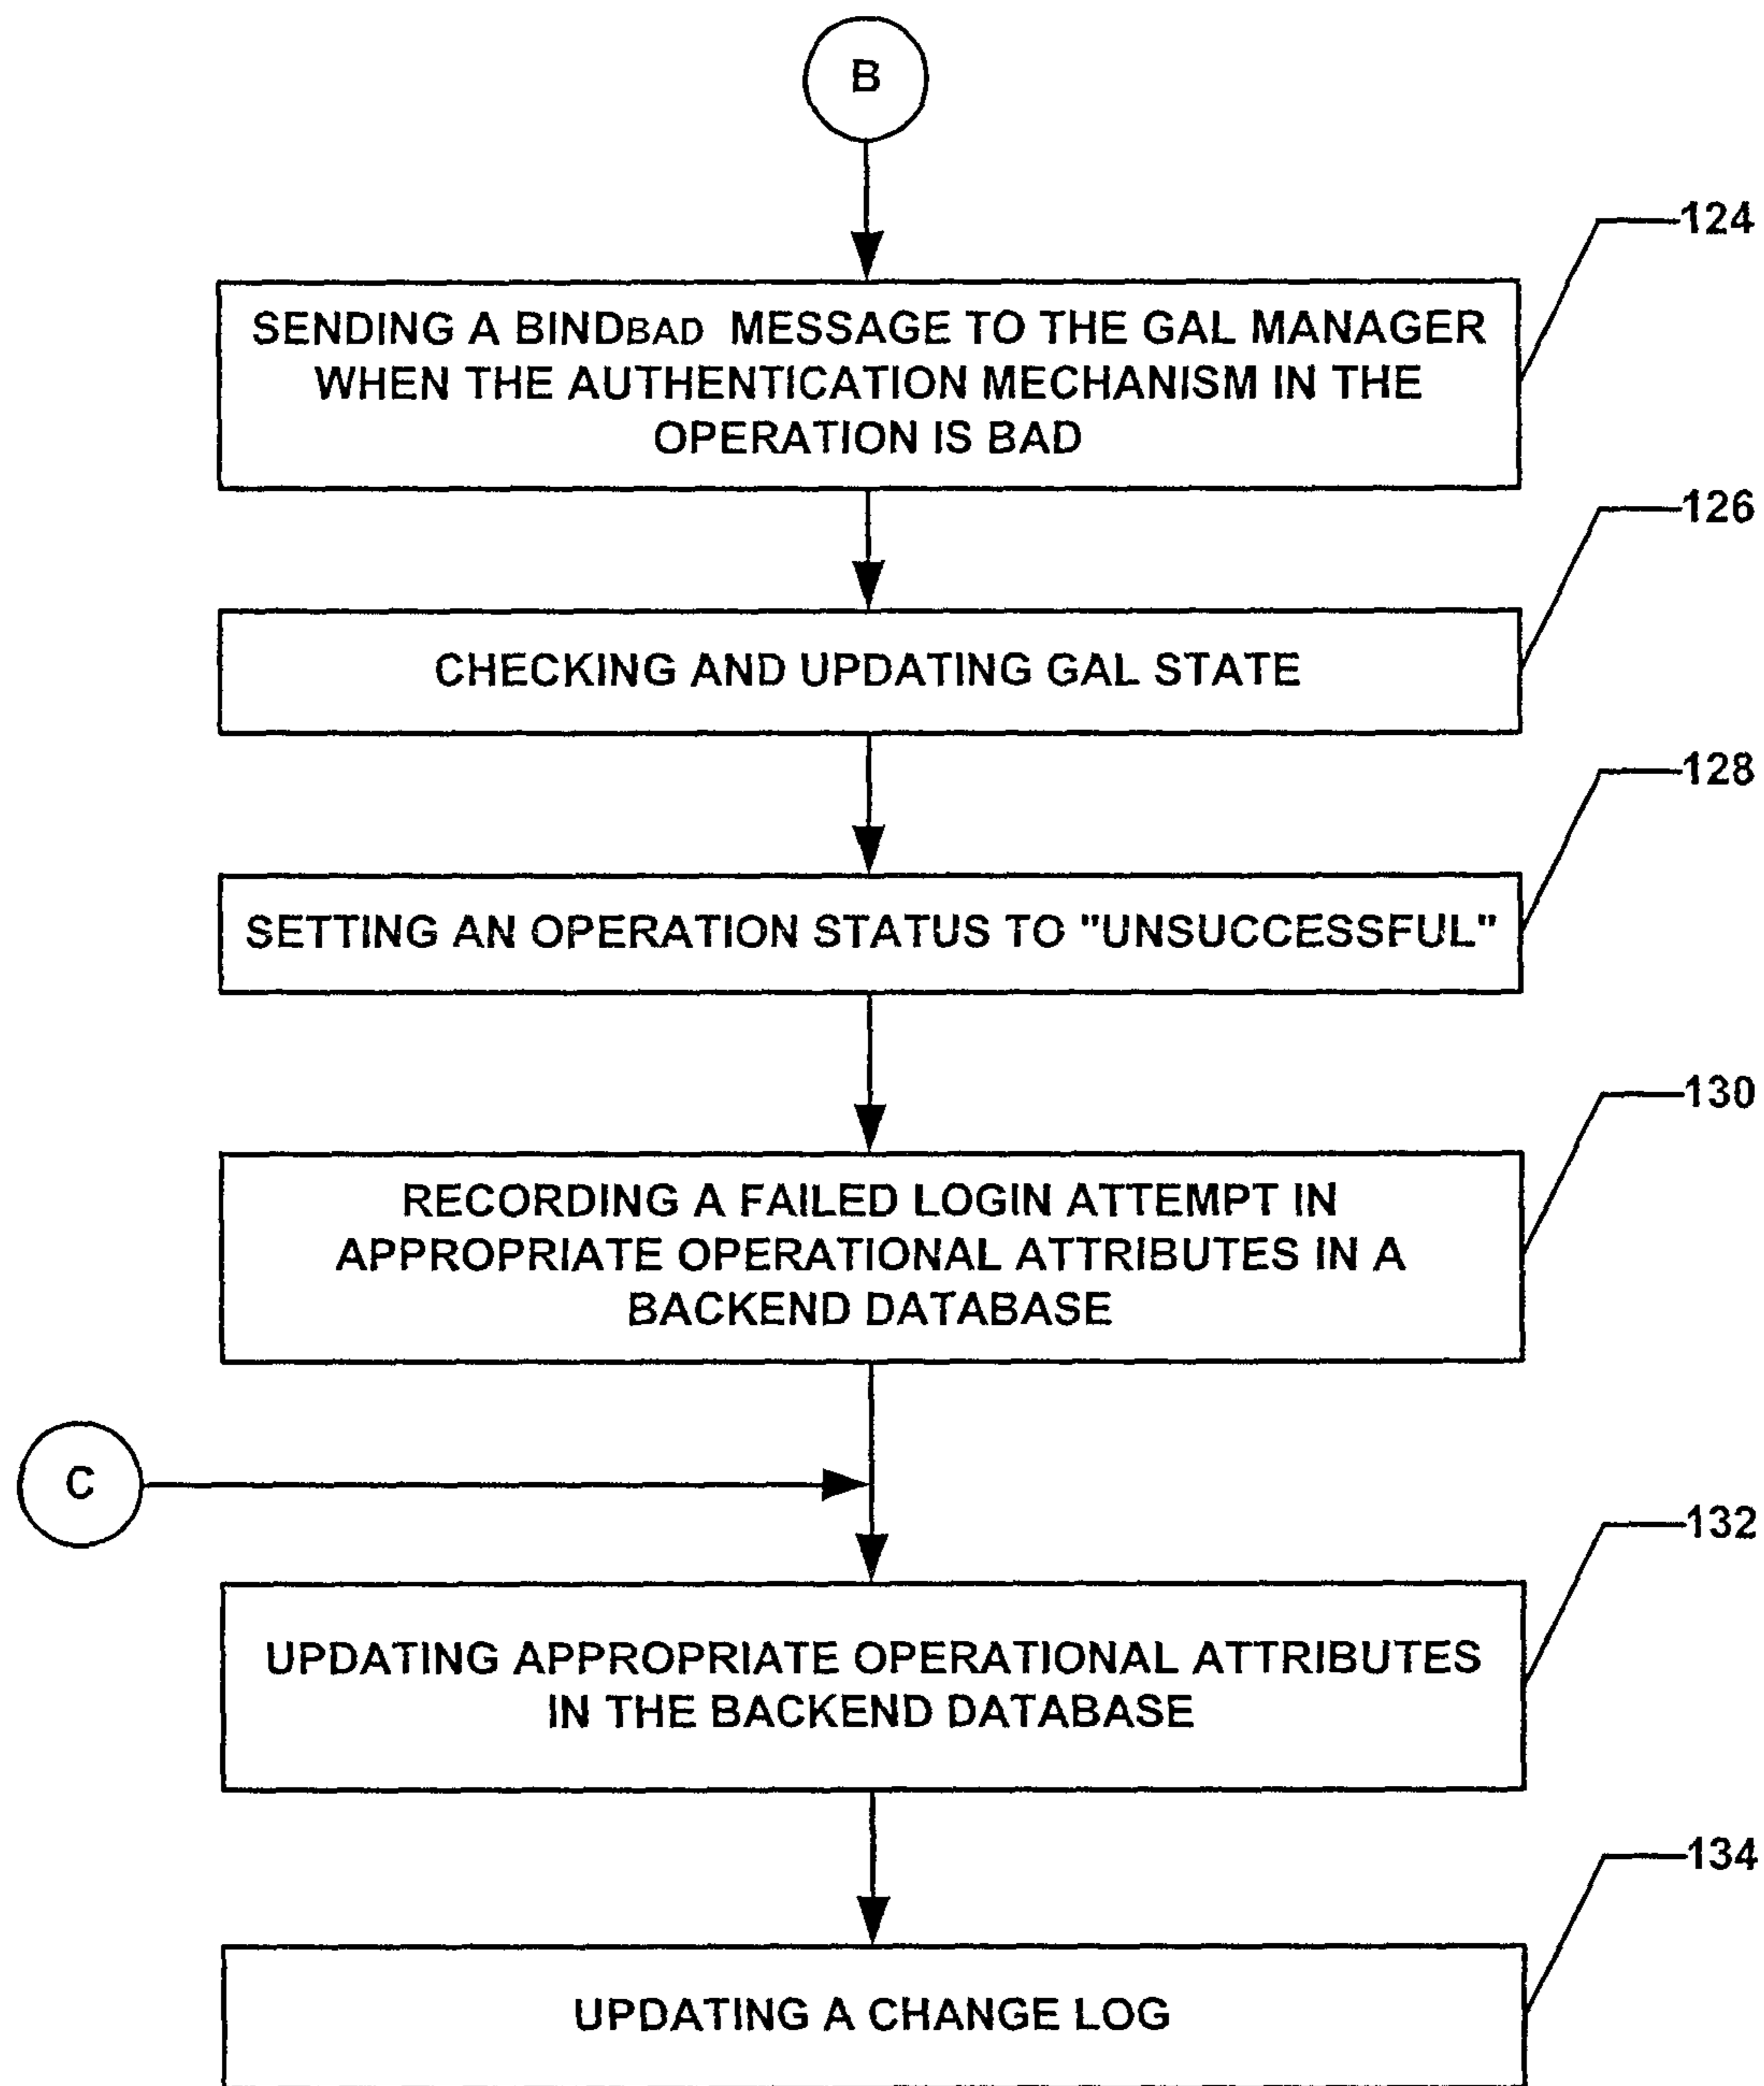 B
124
SENDING A BINDBAD MESSAGE TO THE GAL MANAGER
WHEN THE AUTHENTICATION MECHANISM IN THE
OPERATION IS BAD
126
CHECKING AND UPDATING GAL STATE
128
SETTING AN OPERATION STATUS TO "UNSUCCESSFUL"
130
RECORDING A FAILED LOGIN ATTEMPT IN
APPROPRIATE OPERATIONAL ATTRIBUTES IN A
BACKEND DATABASE
C
132
UPDATING APPROPRIATE OPERATIONAL ATTRIBUTES
IN THE BACKEND DATABASE
134
UPDATING A CHANGE LOG